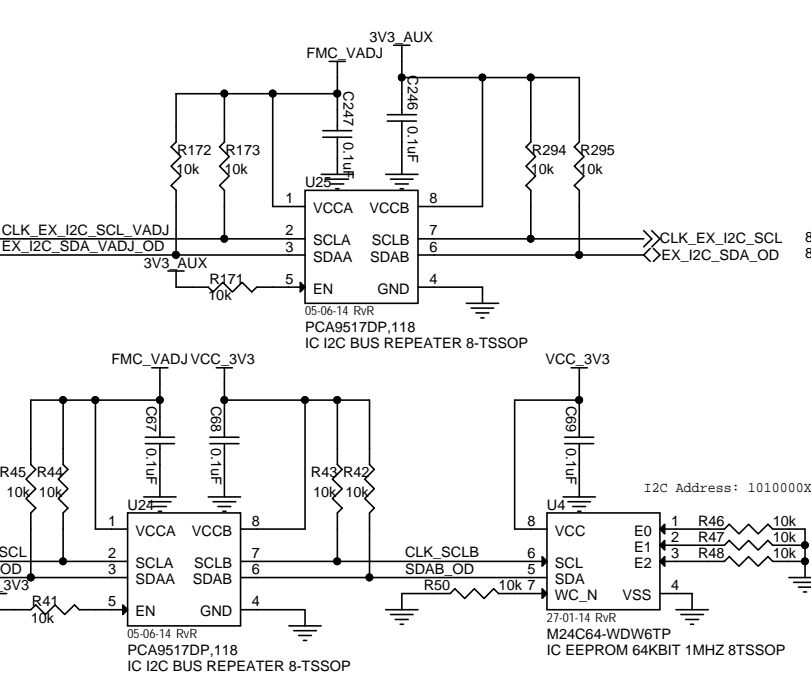 3V3_AUX
FMC_VADJ
C247
0.1uF
C246
0.1uF
R172
10k
R173
10k
R294
10k
R295
10k
U25
1
VCCA
VCCB
8
CLK_EX_I2C_SCL_VADJ
2
SCLA
SCLB
7
CLK_EX_I2C_SCL
8
EX_I2C_SDA_VADJ_OD
3
SDAA
SDAB
6
EX_I2C_SDA_OD
8
3V3_AUX
R171
10k
5
EN
GND
4
05-06-14 RvR
PCA9517DP,118
IC I2C BUS REPEATER 8-TSSOP
FMC_VADJ
VCC_3V3
VCC_3V3
C67
0.1uF
C68
0.1uF
C69
0.1uF
R45
10k
R44
10k
R43
10k
R42
10k
I2C Address: 1010000X
U24
1
VCCA
VCCB
8
SCL
2
SCLA
SCLB
7
CLK_SCLB
OD
3
SDAA
SDAB
6
SDAB_OD
_3V3
R41
10k
5
EN
GND
4
05-06-14 RvR
PCA9517DP,118
IC I2C BUS REPEATER 8-TSSOP
U4
8
VCC
E0
1
R46
10k
E1
2
R47
10k
6
SCL
E2
3
R48
10k
5
SDA
R50
10k
7
WC_N
VSS
4
27-01-14 RvR
M24C64-WDW6TP
IC EEPROM 64KBIT 1MHZ 8TSSOP